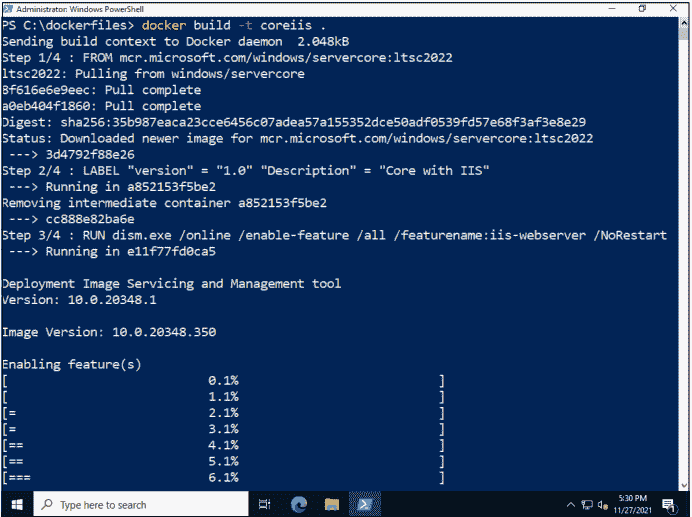 Administrator: Windows PowerShell
PS C:\dockerfiles> docker build -t coreiis .
Sending build context to Docker daemon  2.048kB
Step 1/4 : FROM mcr.microsoft.com/windows/servercore:ltsc2022
ltsc2022: Pulling from windows/servercore
8f616e6e9eec: Pull complete
a0eb404f1860: Pull complete
Digest: sha256:35b987eaca23cce6456c07adea57a155352dce50adf0539fd57e68f3af3e8e29
Status: Downloaded newer image for mcr.microsoft.com/windows/servercore:ltsc2022
 ---> 3d4792f88e26
Step 2/4 : LABEL "version" = "1.0" "Description" = "Core with IIS"
 ---> Running in a852153f5be2
Removing intermediate container a852153f5be2
 ---> cc888e82ba6e
Step 3/4 : RUN dism.exe /online /enable-feature /all /featurename:iis-webserver /NoRestart
 ---> Running in e11f77fd0ca5
Deployment Image Servicing and Management tool
Version: 10.0.20348.1
Image Version: 10.0.20348.350
Enabling feature(s)
[                           0.1%                           ]
[                           1.1%                           ]
[=                          2.1%                           ]
[=                          3.1%                           ]
[==                         4.1%                           ]
[==                         5.1%                           ]
[===                        6.1%                           ]
Type here to search
5:30 PM
11/27/2021
1